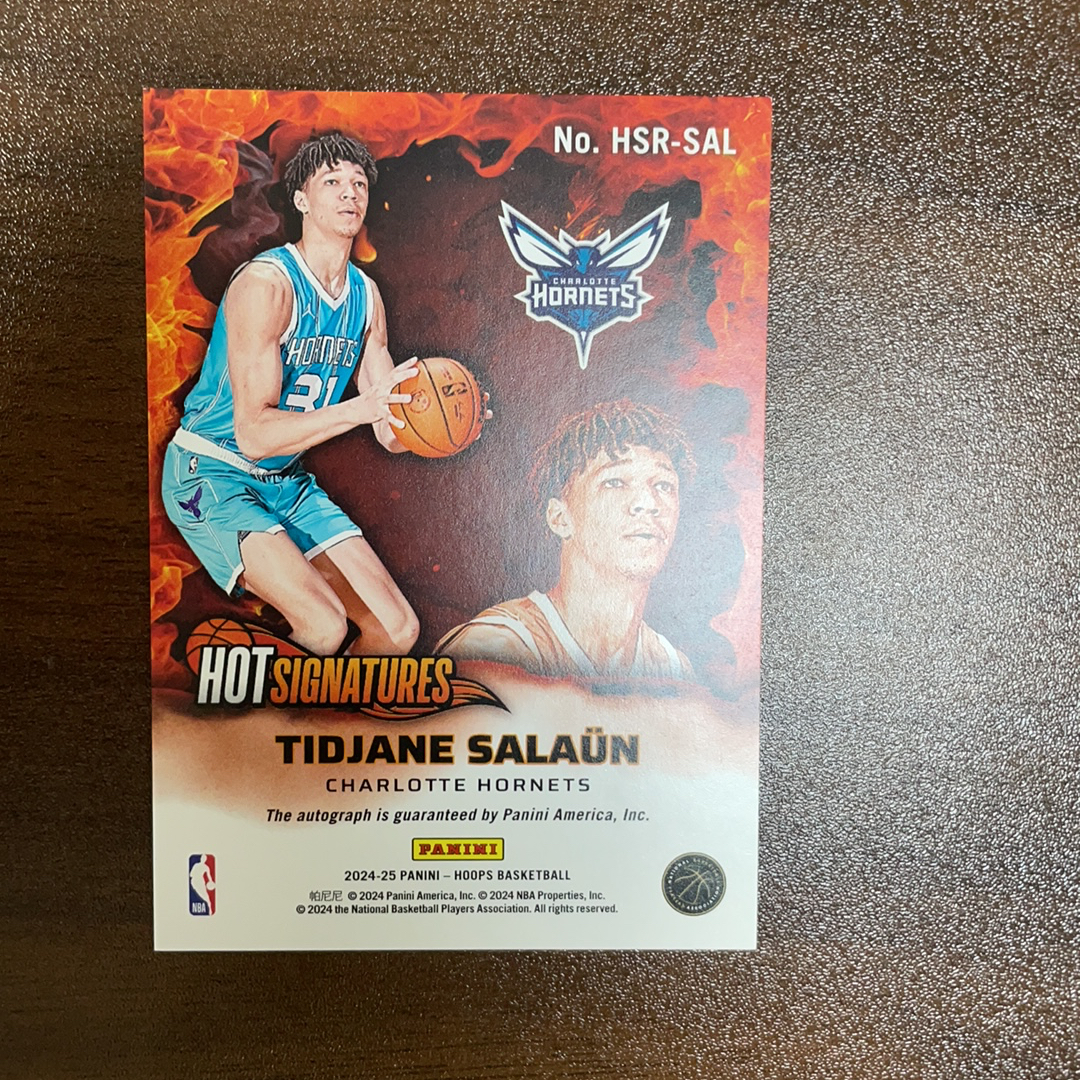 No. HSR-SAL
CHARLOTTE
HORNETS
HORNETS
31
HOT SIGNATURES
TIDJANE SALAÜN
CHARLOTTE HORNETS
The autograph is guaranteed by Panini America, Inc.
PANINI
2024-25 PANINI – HOOPS BASKETBALL
帕尼尼 © 2024 Panini America, Inc. © 2024 NBA Properties, Inc.
© 2024 the National Basketball Players Association. All rights reserved.
NBA